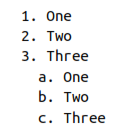 1. One
2. Two
3. Three
   a. One
   b. Two
   c. Three